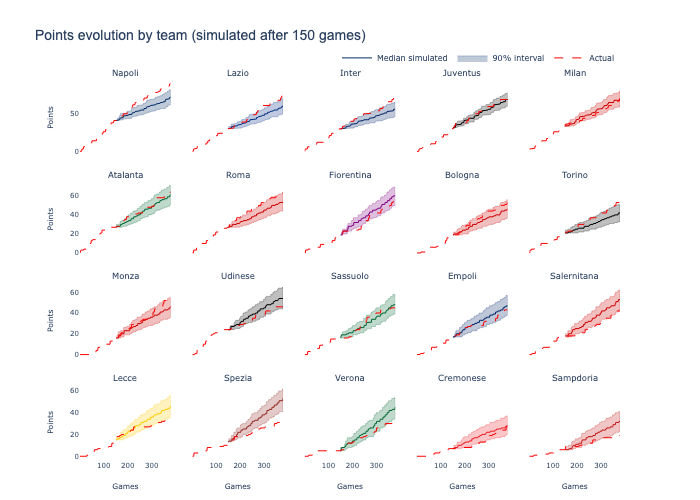 Points evolution by team (simulated after 150 games)
Median simulated 90% interval Actual
Napoli Lazio Inter Juventus Milan
Points
50
0
Atalanta Roma Fiorentina Bologna Torino
Points
60
40
20
0
Monza Udinese Sassuolo Empoli Salernitana
Points
60
40
20
0
Lecce Spezia Verona Cremonese Sampdoria
Points
60
40
20
0
100 200 300 100 200 300 100 200 300 100 200 300 100 200 300
Games Games Games Games Games